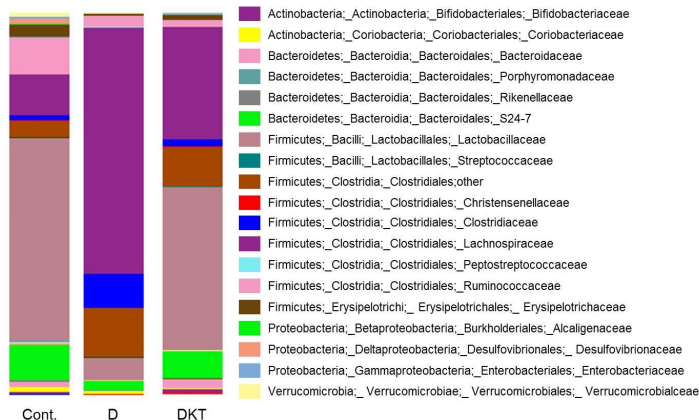 Actinobacteria;_Actinobacteria;_Bifidobacteriales;_Bifidobacteriaceae
Actinobacteria;_Coriobacteria;_Coriobacteriales;_Coriobacteriaceae
Bacteroidetes;_Bacteroidia;_Bacteroidales;_Bacteroidaceae
Bacteroidetes;_Bacteroidia;_Bacteroidales;_Porphyromonadaceae
Bacteroidetes;_Bacteroidia;_Bacteroidales;_Rikenellaceae
Bacteroidetes;_Bacteroidia;_Bacteroidales;_S24-7
Firmicutes;_Bacilli;_Lactobacillales;_Lactobacillaceae
Firmicutes;_Bacilli;_Lactobacillales;_Streptococcaceae
Firmicutes;_Clostridia;_Clostridiales;other
Firmicutes;_Clostridia;_Clostridiales;_Christensenellaceae
Firmicutes;_Clostridia;_Clostridiales;_Clostridiaceae
Firmicutes;_Clostridia;_Clostridiales;_Lachnospiraceae
Firmicutes;_Clostridia;_Clostridiales;_Peptostreptococcaceae
Firmicutes;_Clostridia;_Clostridiales;_Ruminococcaceae
Firmicutes;_Erysipelotrichi;_ Erysipelotrichales;_ Erysipelotrichaceae
Proteobacteria;_Betaproteobacteria;_Burkholderiales;_Alcaligenaceae
Proteobacteria;_Deltaproteobacteria;_Desulfovibrionales;_ Desulfovibrionaceae
Proteobacteria;_Gammaproteobacteria;_Enterobacteriales;_Enterobacteriaceae
Verrucomicrobia;_ Verrucomicrobiae;_ Verrucomicrobiales;_ Verrucomicrobialceae
Cont. D DKT